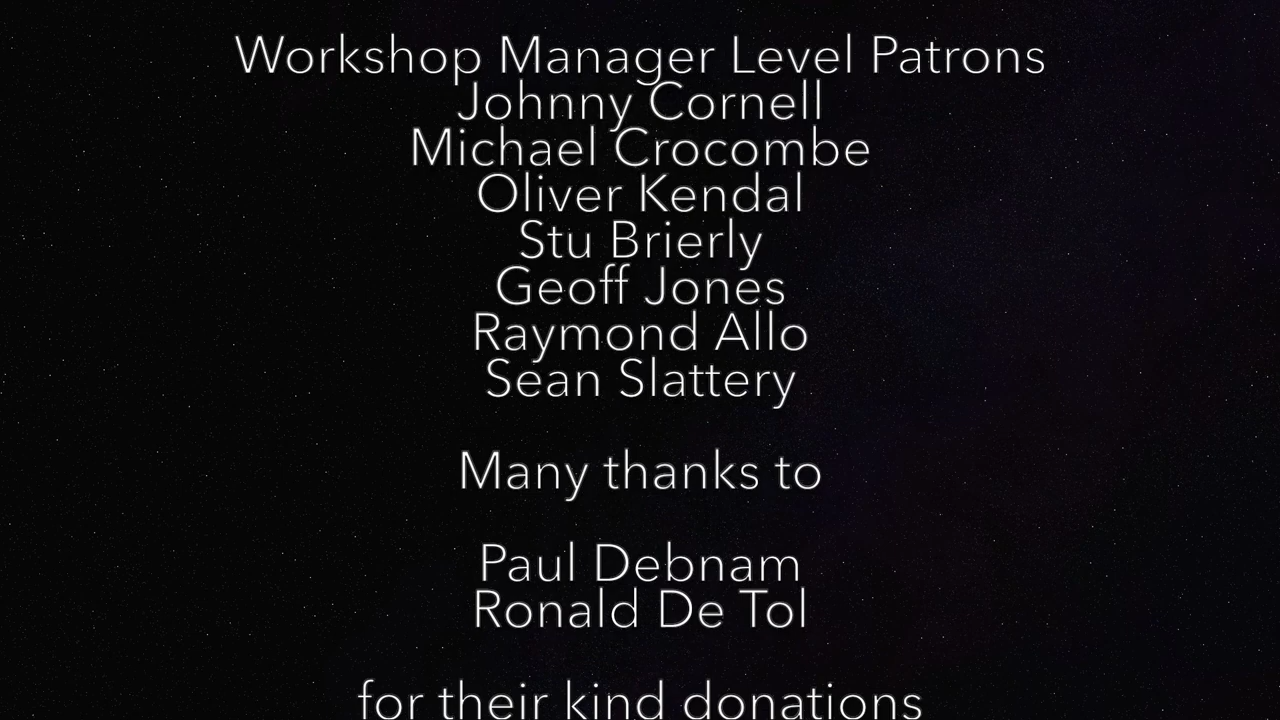 Workshop Manager Level Patrons
Johnny Cornell
Michael Crocombe
Oliver Kendal
Stu Brierly
Geoff Jones
Raymond Allo
Sean Slattery
Many thanks to
Paul Debnam
Ronald De Tol
for their kind donations